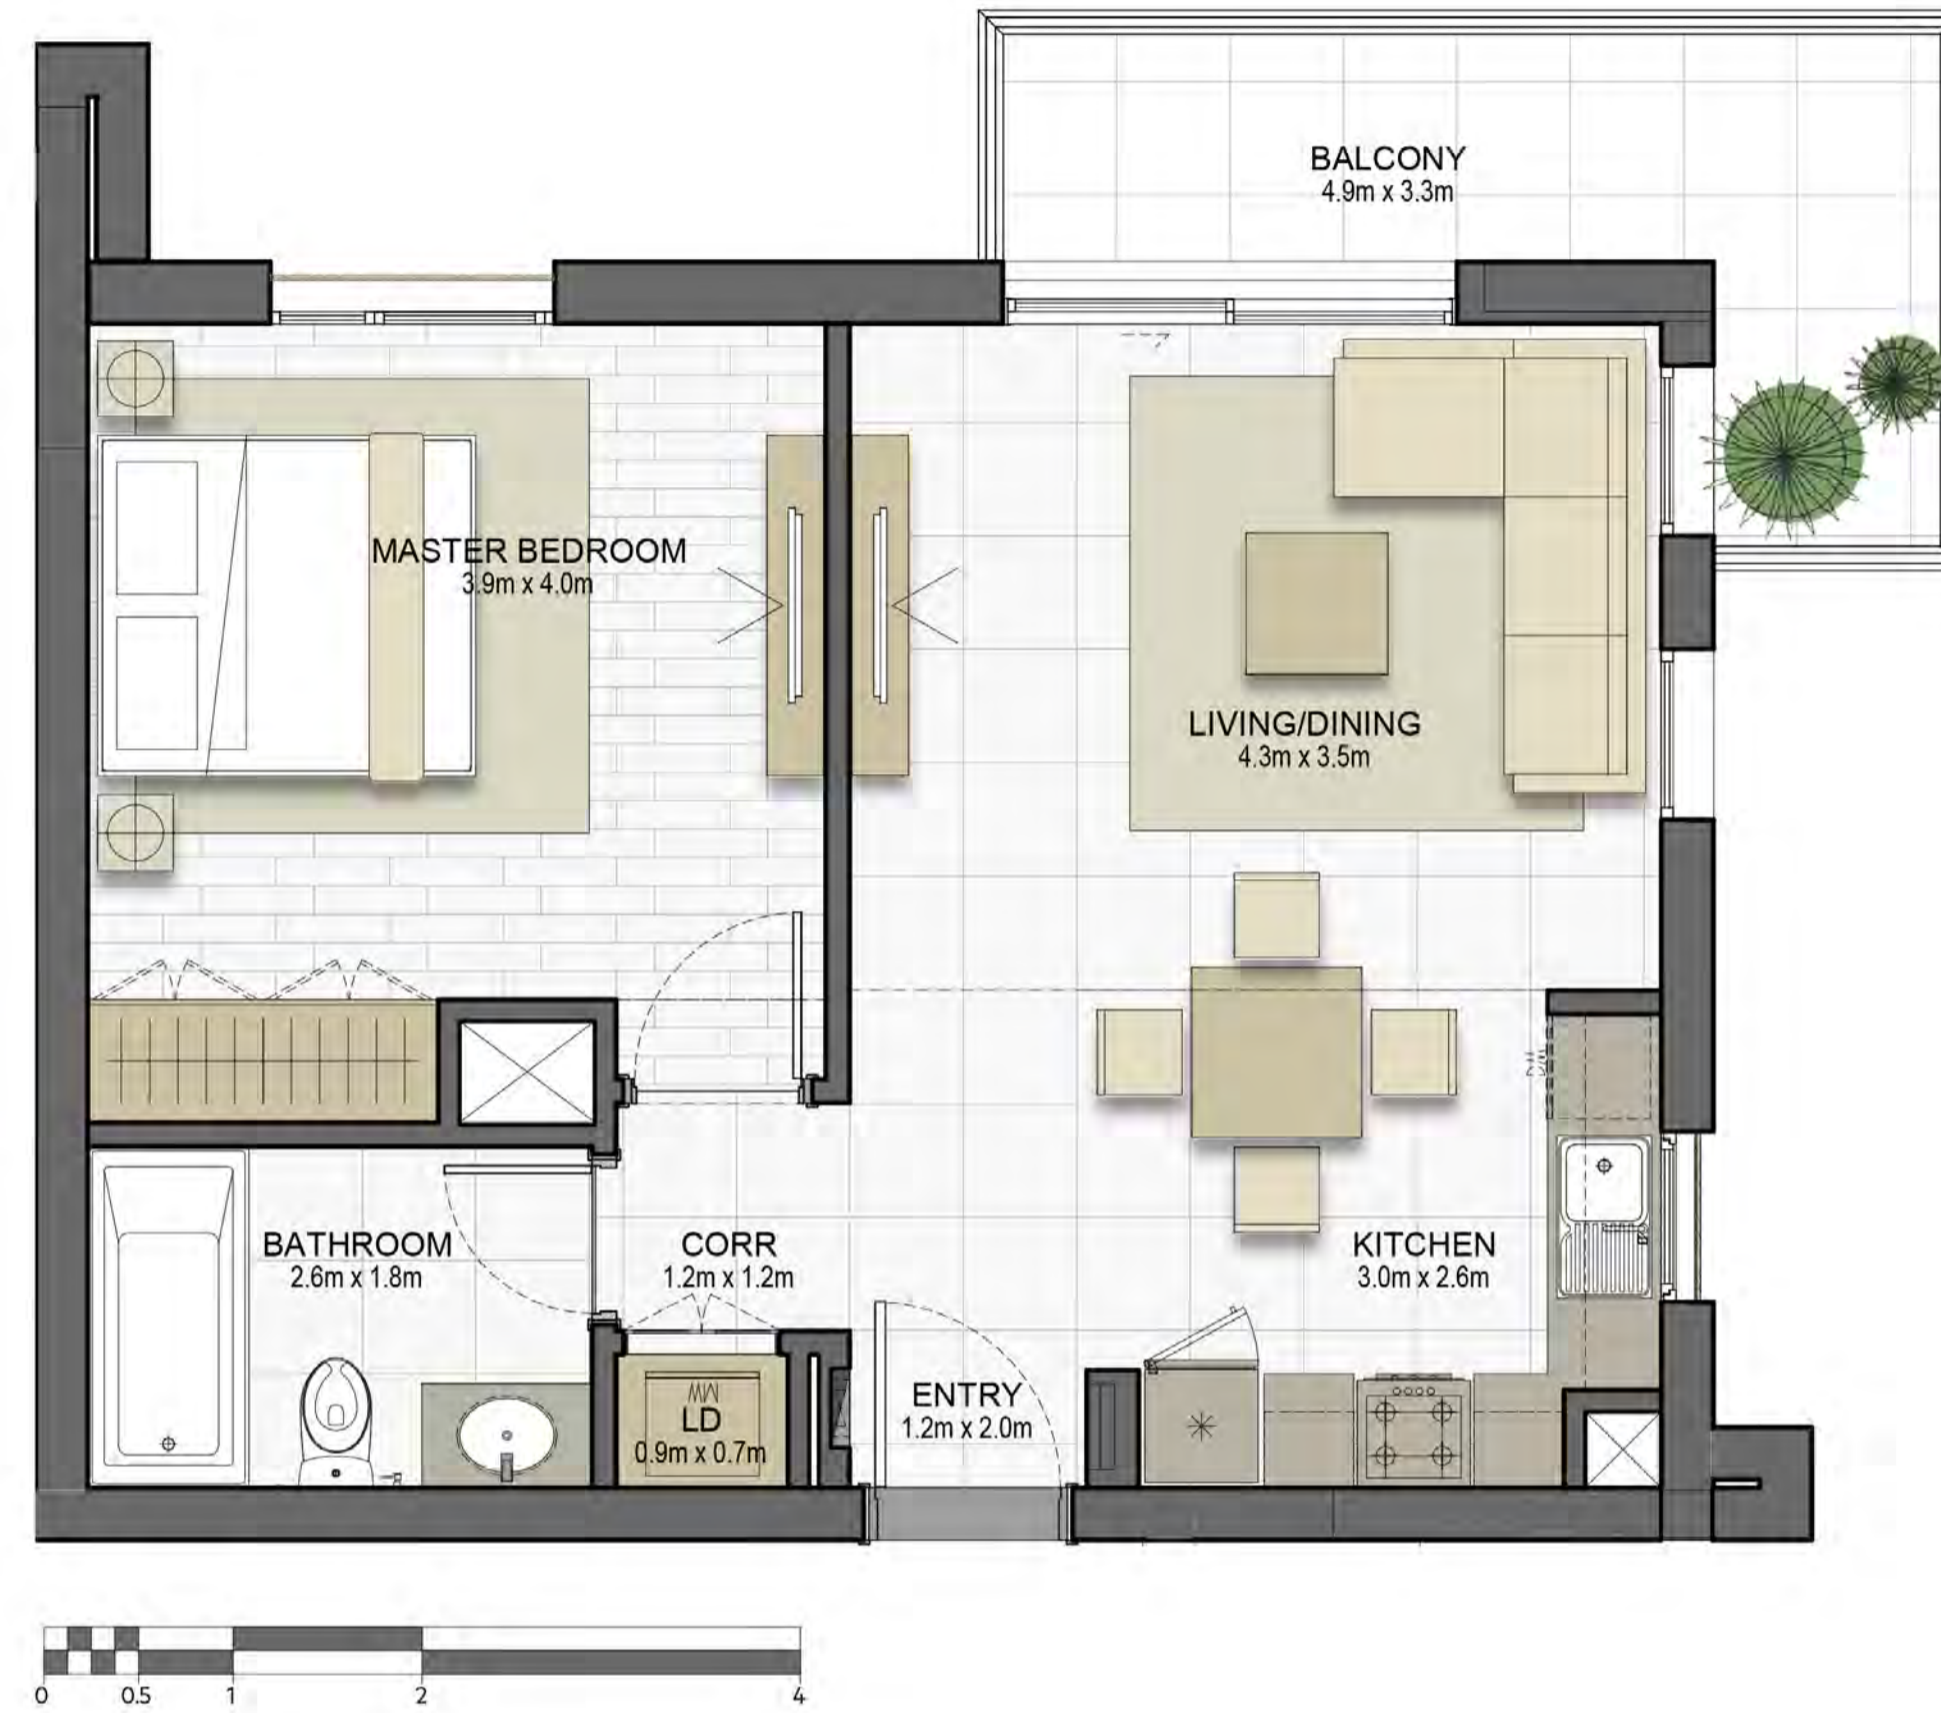 BALCONY
4.9m x 3.3m
MASTER BEDROOM
3.9m x 4.0m
LIVING/DINING
4.3m x 3.5m
BATHROOM
2.6m x 1.8m
CORR
1.2m x 1.2m
KITCHEN
3.0m x 2.6m
ENTRY
1.2m x 2.0m
LD
0.9m x 0.7m
0 0.5 1 2 4